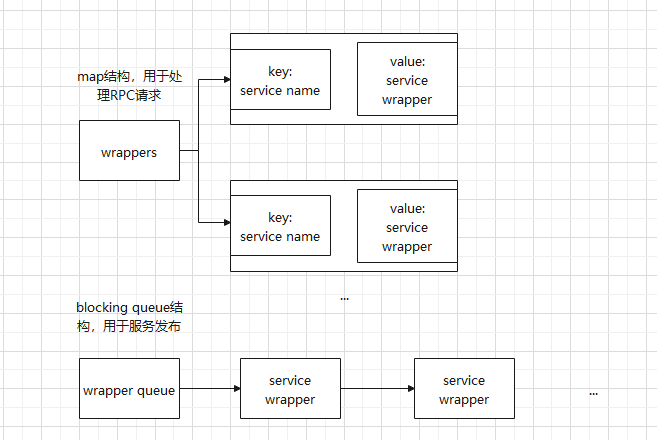 map结构，用于处
理RPC请求
wrappers
key:
service name
value:
service
wrapper
key:
service name
value:
service
wrapper
...
blocking queue结
构，用于服务发布
wrapper queue
service
wrapper
service
wrapper
...